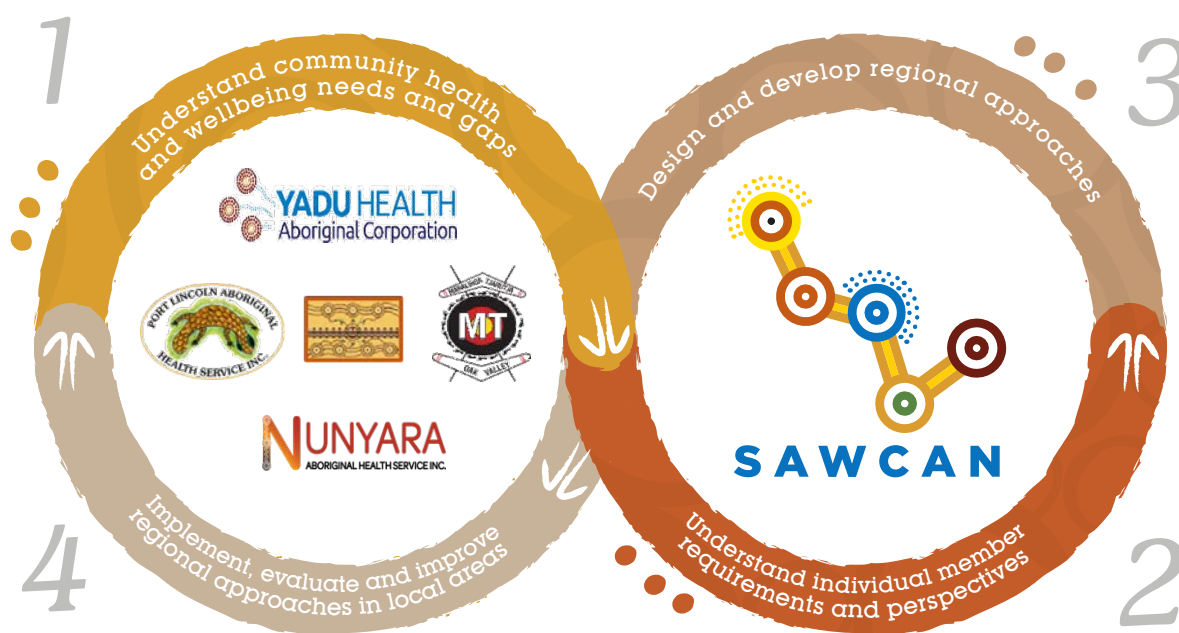 1
Understand community health
and wellbeing needs and gaps
YADU HEALTH
Aboriginal Corporation
PORT LINCOLN ABORIGINAL
HEALTH SERVICE INC.
MARALINGA TJARUTJA
MT
OAK VALLEY
NUNYARA
ABORIGINAL HEALTH SERVICE INC.
4
Implement, evaluate and improve
regional approaches in local areas
3
Design and develop regional approaches
SAWCAN
2
Understand individual member
requirements and perspectives